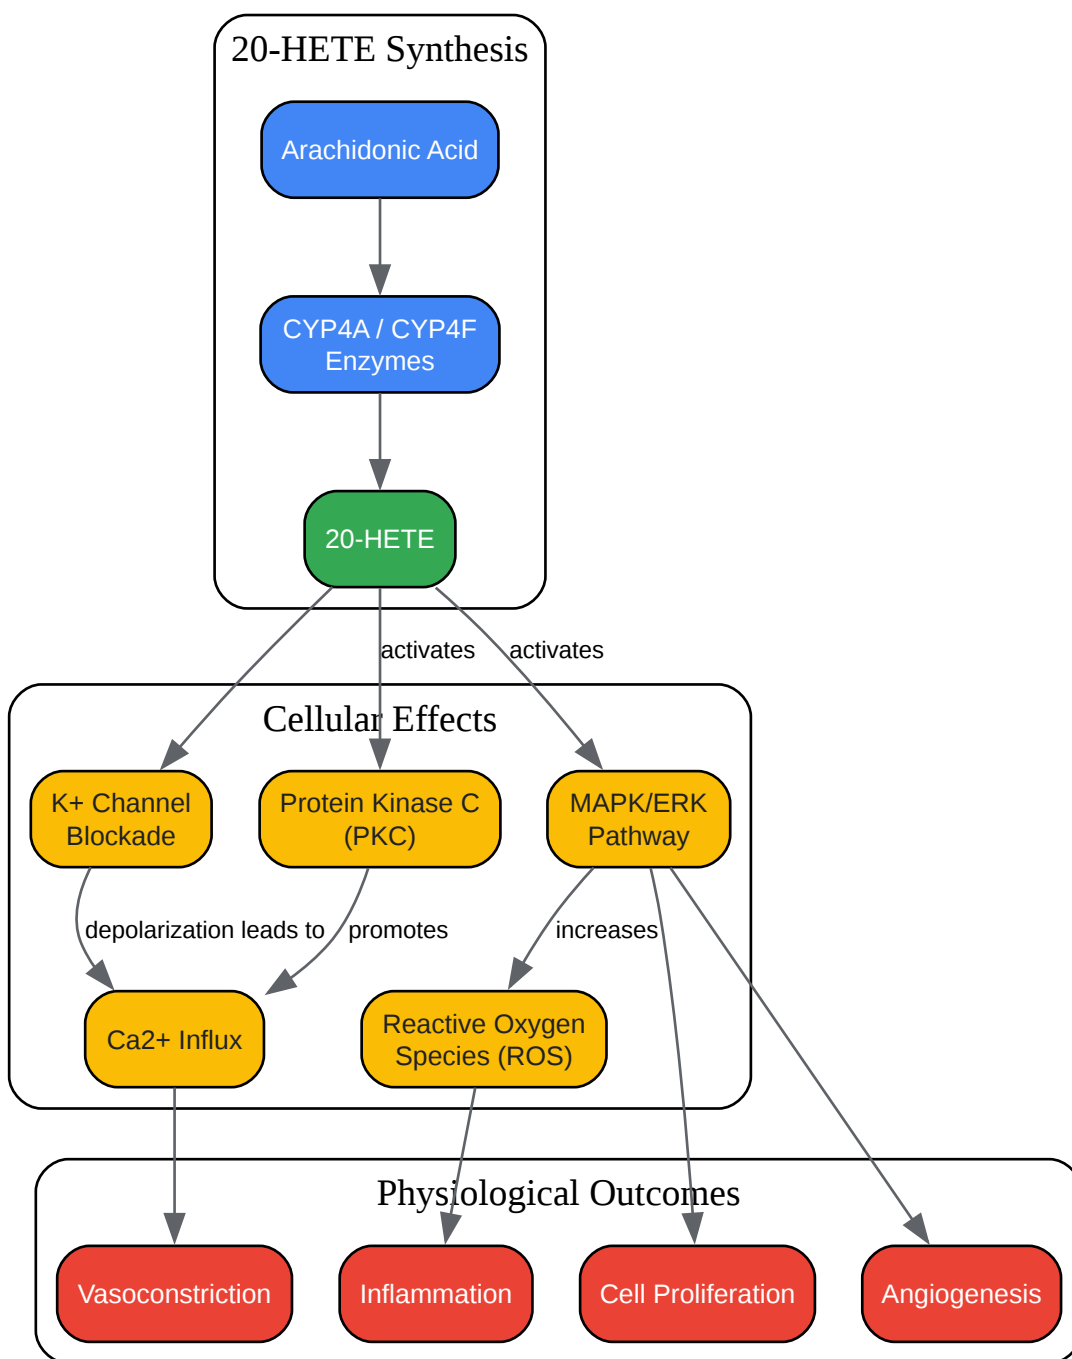 20-HETE Synthesis
Arachidonic Acid
CYP4A / CYP4F
Enzymes
20-HETE
activates
activates
Cellular Effects
K+ Channel
Blockade
Protein Kinase C
(PKC)
MAPK/ERK
Pathway
depolarization leads to
promotes
increases
Ca2+ Influx
Reactive Oxygen
Species (ROS)
Physiological Outcomes
Vasoconstriction
Inflammation
Cell Proliferation
Angiogenesis